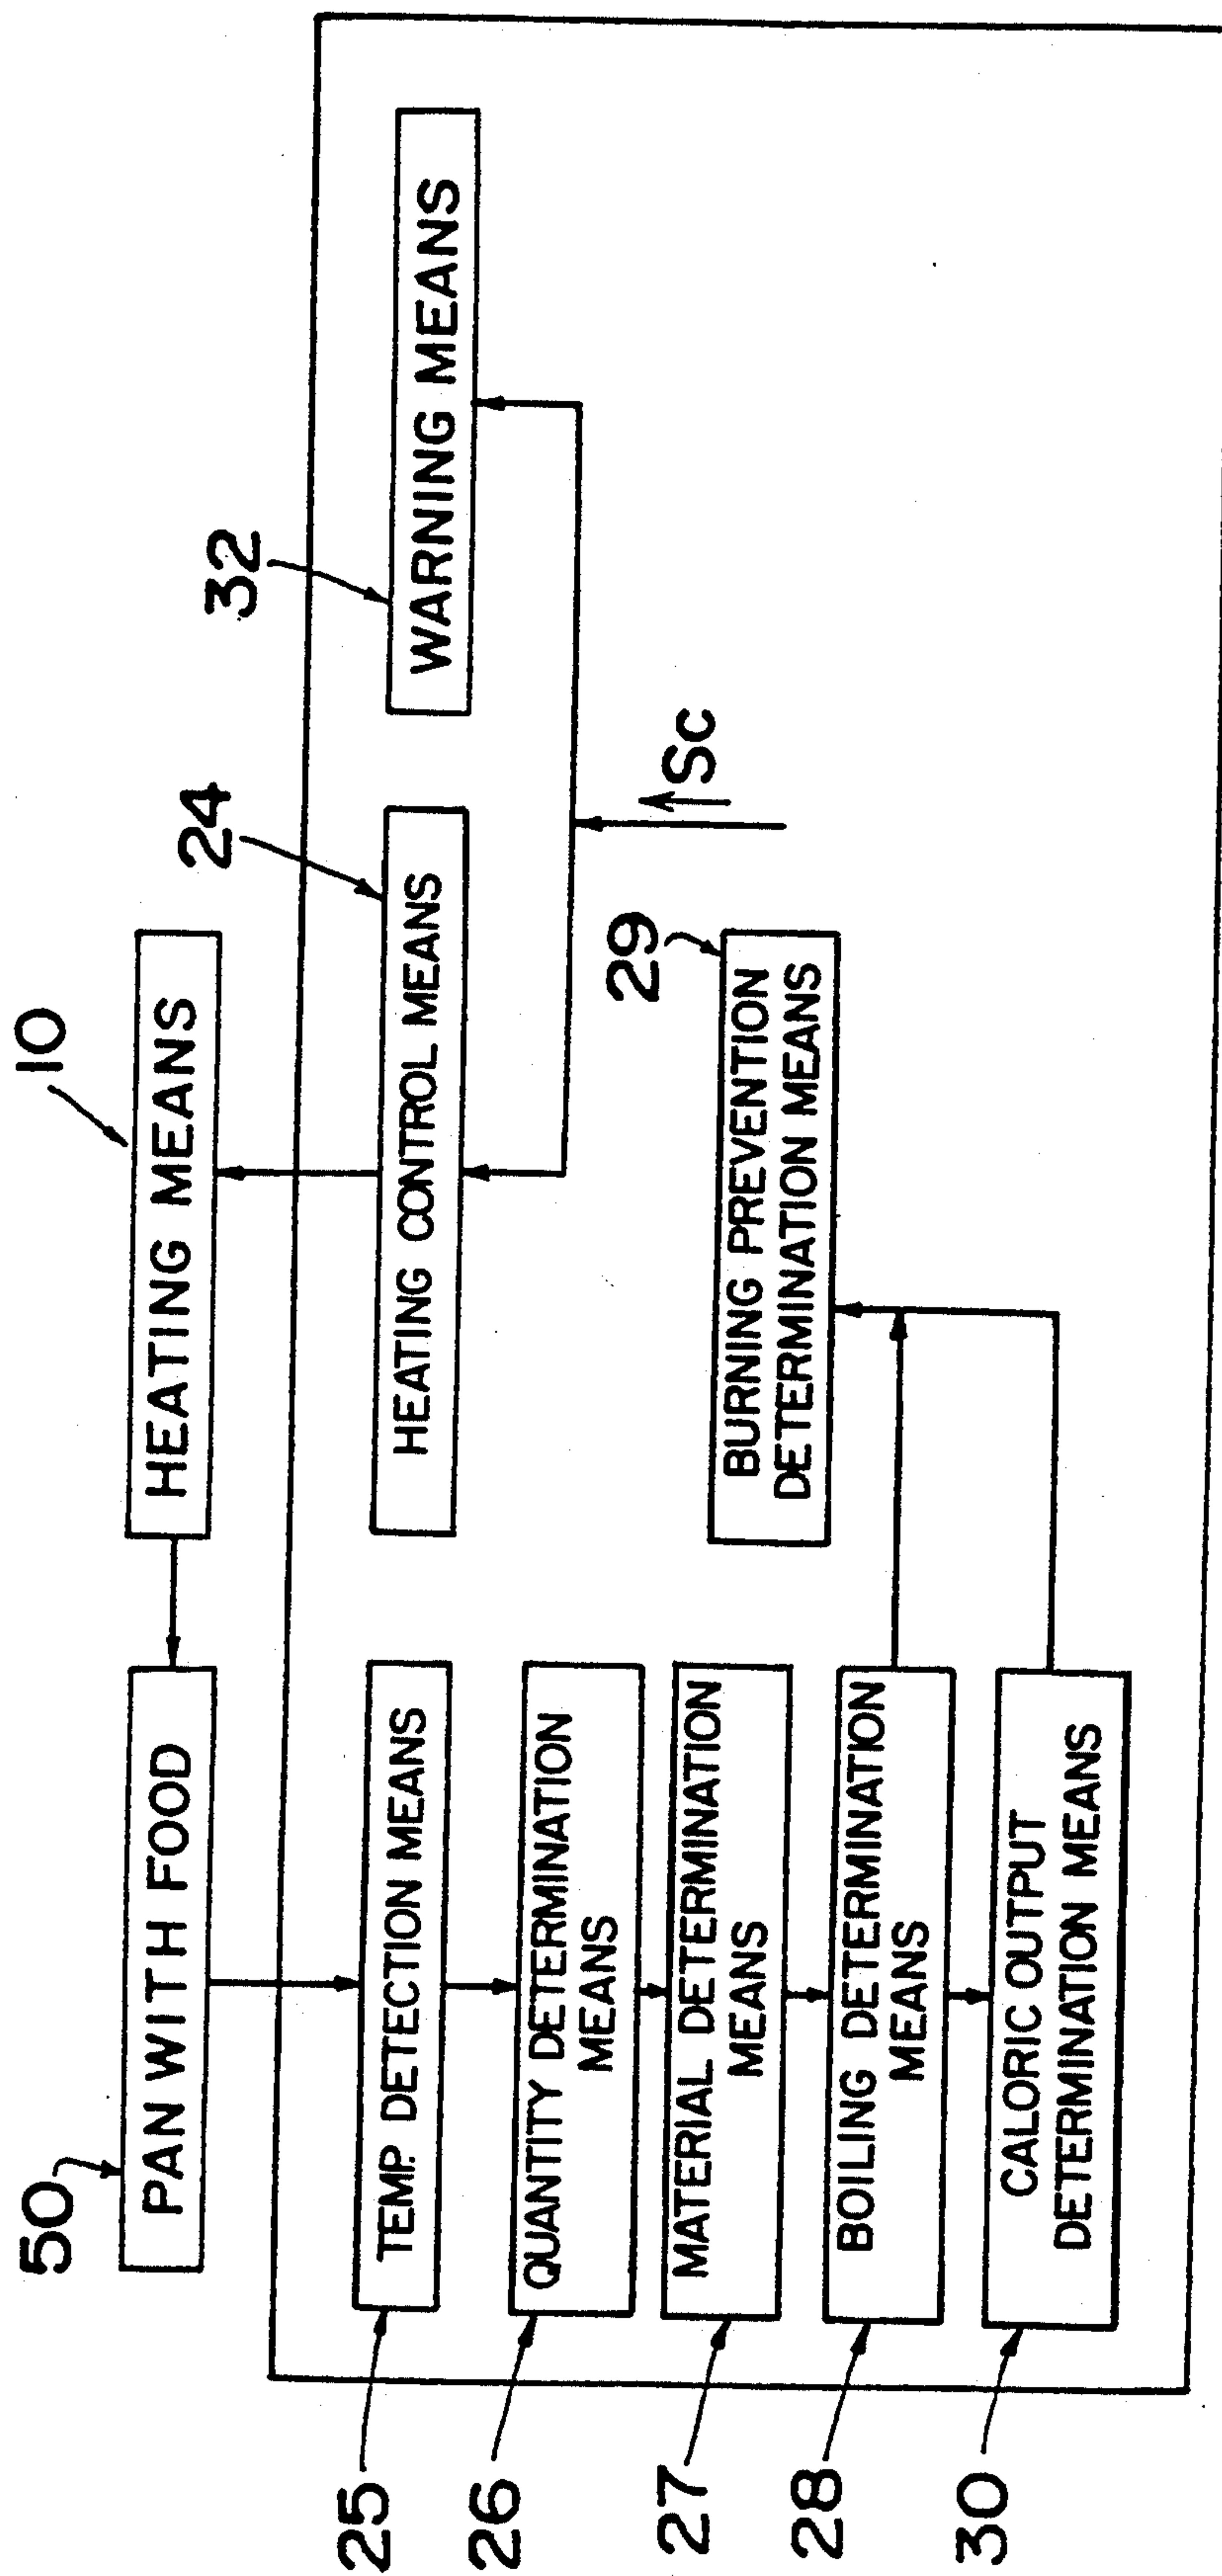 50
PAN WITH FOOD
10
HEATING MEANS
25
TEMP. DETECTION MEANS
24
HEATING CONTROL MEANS
32
WARNING MEANS
26
QUANTITY DETERMINATION
MEANS
Sc
27
MATERIAL DETERMINATION
MEANS
29
BURNING PREVENTION
DETERMINATION MEANS
28
BOILING DETERMINATION
MEANS
30
CALORIC OUTPUT
DETERMINATION MEANS